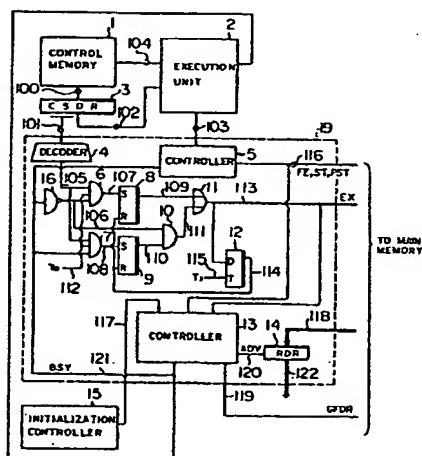 1
2
CONTROL MEMORY
104
EXECUTION UNIT
100
3
CSDR
102
101
103
19
DECODER
4
CONTROLLER
5
116
FE, ST, PST
16
105
6
107
8
109
11
113
EX
S
R
106
10
7
S
R
111
12
108
9
110
115
D
T
114
112
TO MAIN MEMORY
117
CONTROLLER
13
14
118
RDR
ADV
120
122
BSY
121
119
GFDR
15
INITIALIZATION CONTROLLER